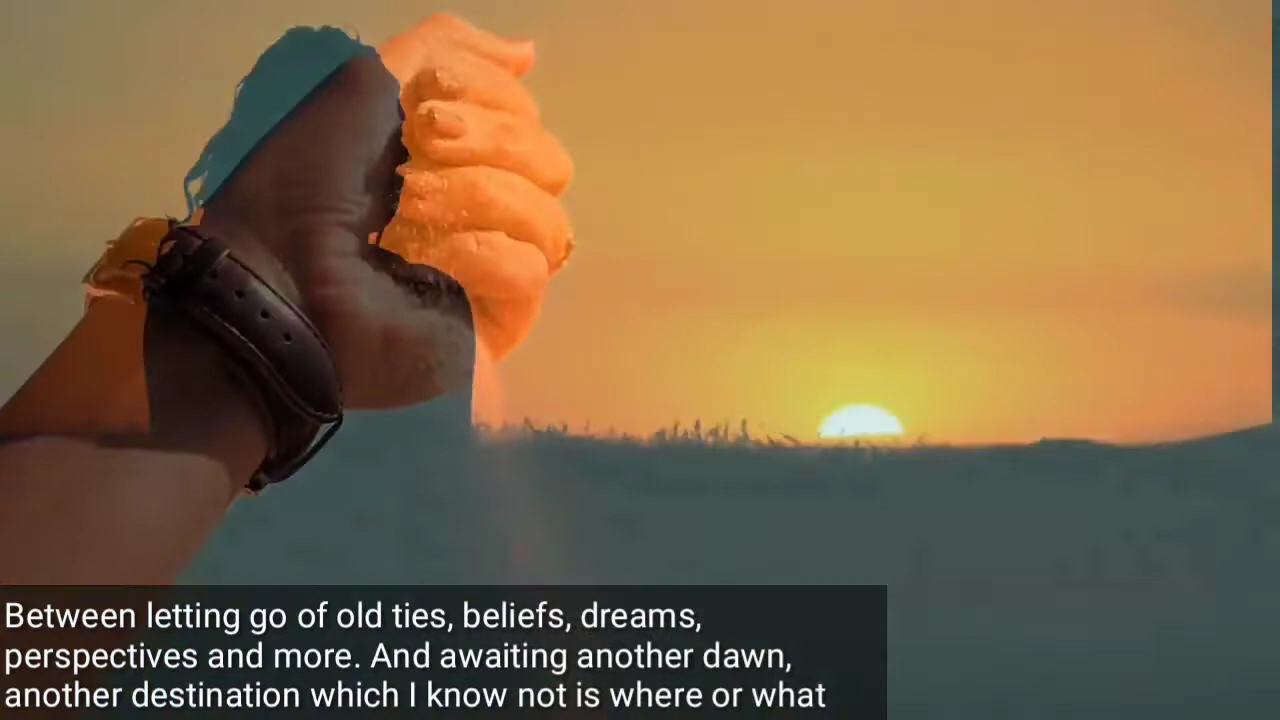 Between letting go of old ties, beliefs, dreams,
perspectives and more. And awaiting another dawn,
another destination which I know not is where or what